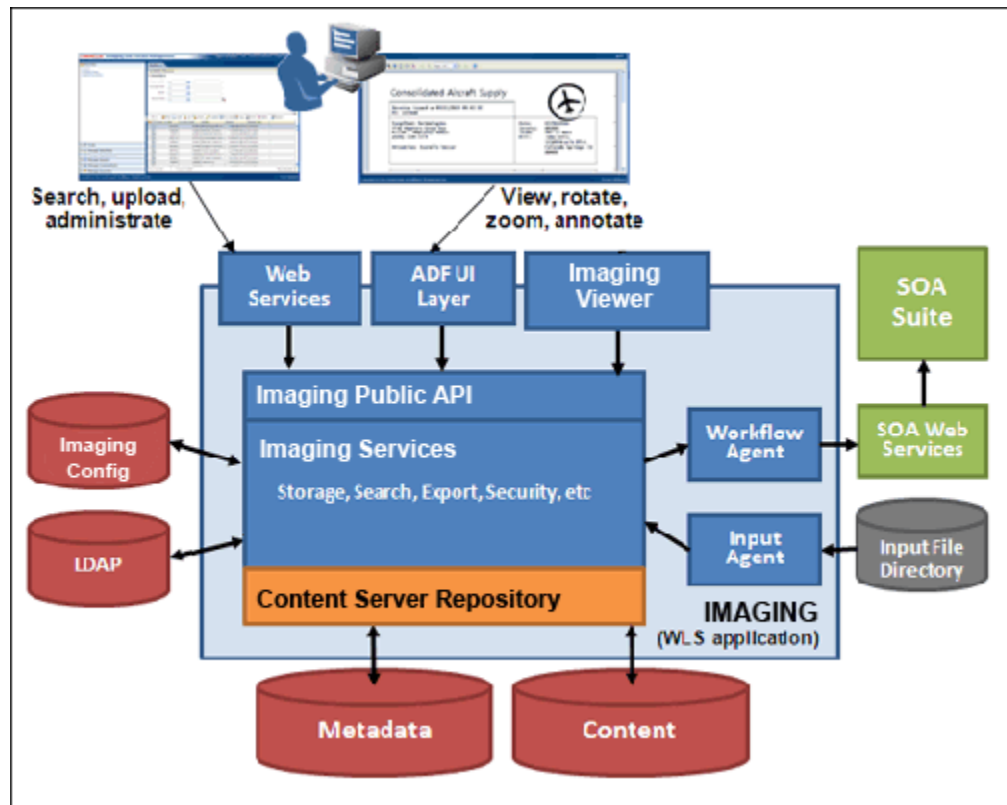 Consolidated Aircraft Supply
Search, upload,
administrate
View, rotate,
zoom, annotate
Web
Services
ADF UI
Layer
Imaging
Viewer
SOA
Suite
Imaging Public API
Imaging Services
Storage, Search, Export, Security, etc
Workflow
Agent
SOA Web
Services
Imaging
Config
LDAP
Input
Agent
Input File
Directory
Content Server Repository
IMAGING
(WLS application)
Metadata
Content